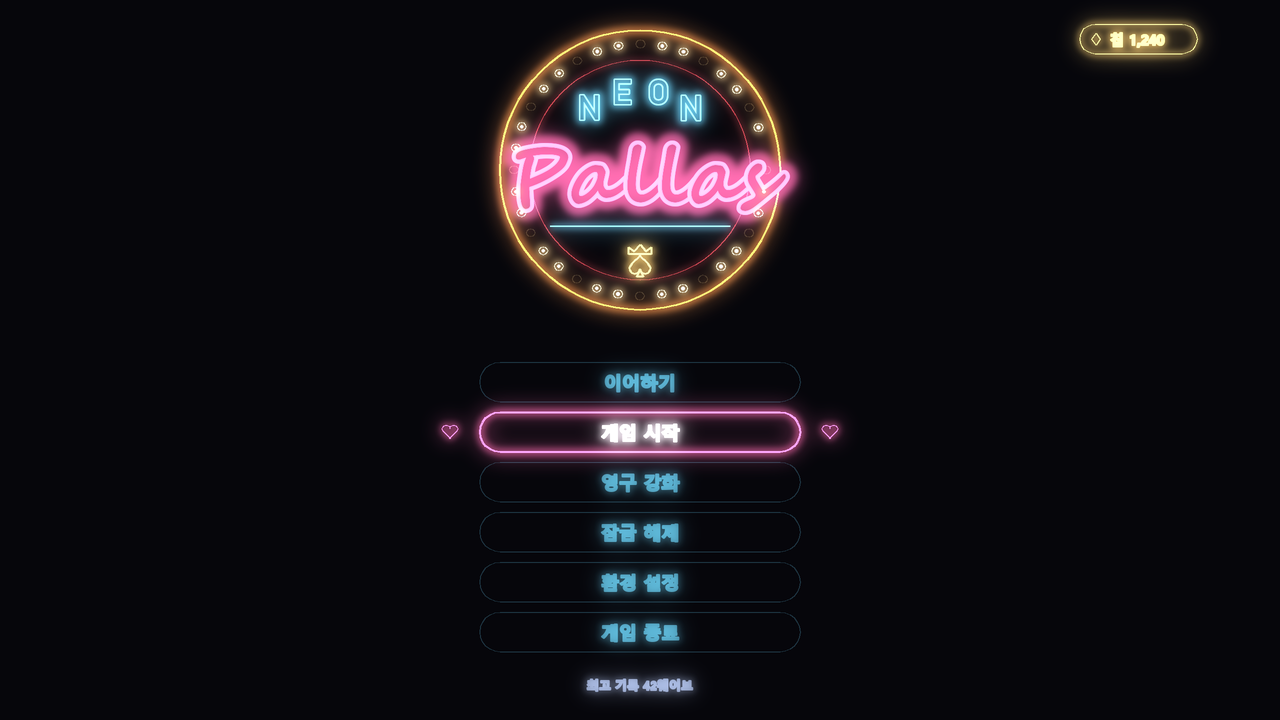 칩 1,240
NEON
Pallas
이어하기
게임 시작
영구 강화
잠금 해제
환경 설정
게임 종료
최고 기록 42웨이브